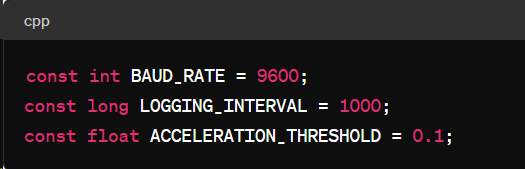 cpp
const int BAUD_RATE = 9600;
const long LOGGING_INTERVAL = 1000;
const float ACCELERATION_THRESHOLD = 0.1;